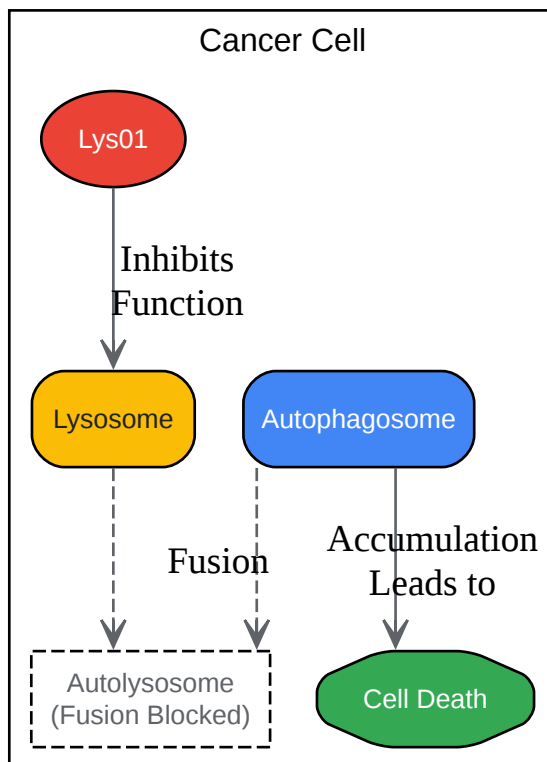 Cancer Cell
Lys01
Inhibits
Function
Lysosome
Autophagosome
Fusion
Accumulation
Leads to
Autolysosome
(Fusion Blocked)
Cell Death